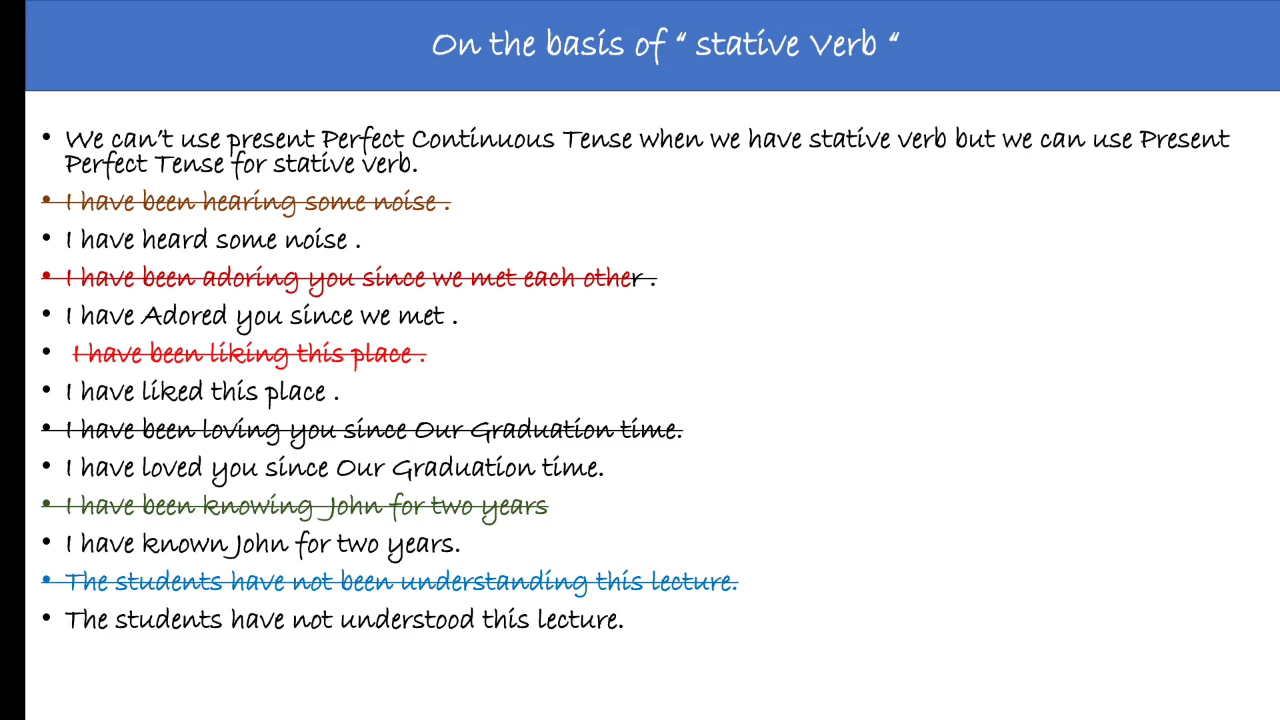 On the basis of “ stative Verb “
• We can’t use present Perfect Continuous Tense when we have stative verb but we can use Present
Perfect Tense for stative verb.
• I have been hearing some noise .
• I have heard some noise .
• I have been adoring you since we met each other .
• I have Adored you since we met .
• I have been liking this place .
• I have liked this place .
• I have been loving you since Our Graduation time.
• I have loved you since Our Graduation time.
• I have been knowing John for two years
• I have known John for two years.
• The students have not been understanding this lecture.
• The students have not understood this lecture.